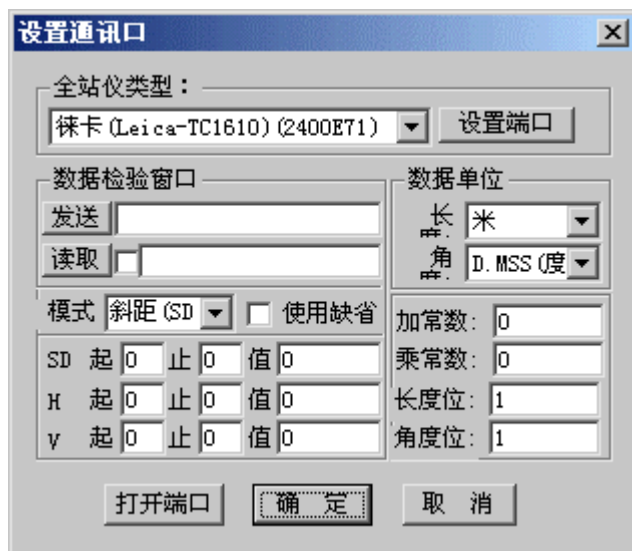 设置通讯口
全站仪类型：
徕卡(Leica-TC1610)(2400E71) 设置端口
数据检验窗口 数据单位
发送 长度: 米
读取 角度: D.MSS(度
模式 斜距(SD 使用缺省 加常数: 0
SD 起 0 止 0 值 0 乘常数: 0
H 起 0 止 0 值 0 长度位: 1
V 起 0 止 0 值 0 角度位: 1
打开端口 确 定 取 消